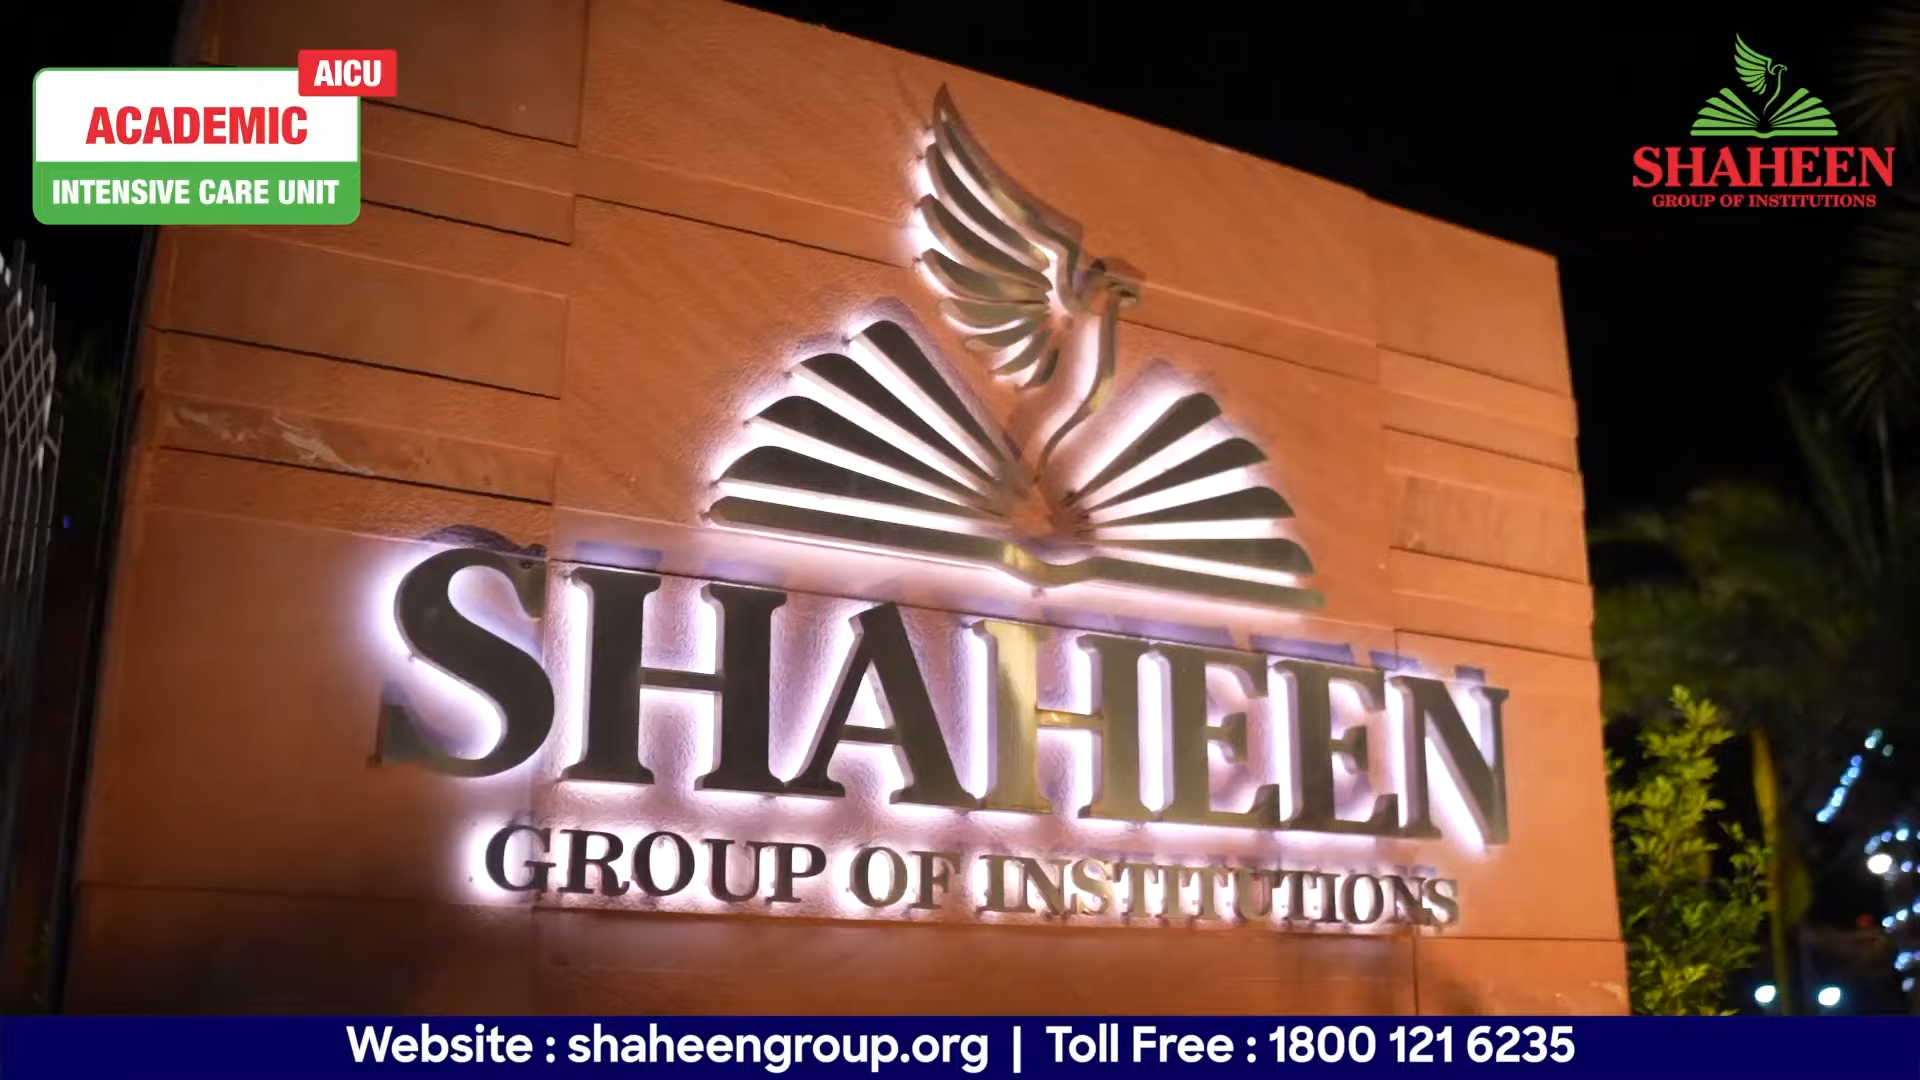 AICU
ACADEMIC
INTENSIVE CARE UNIT
SHAHEEN
GROUP OF INSTITUTIONS
SHAHEEN
GROUP OF INSTITUTIONS
Website : shaheengroup.org | Toll Free : 1800 121 6235